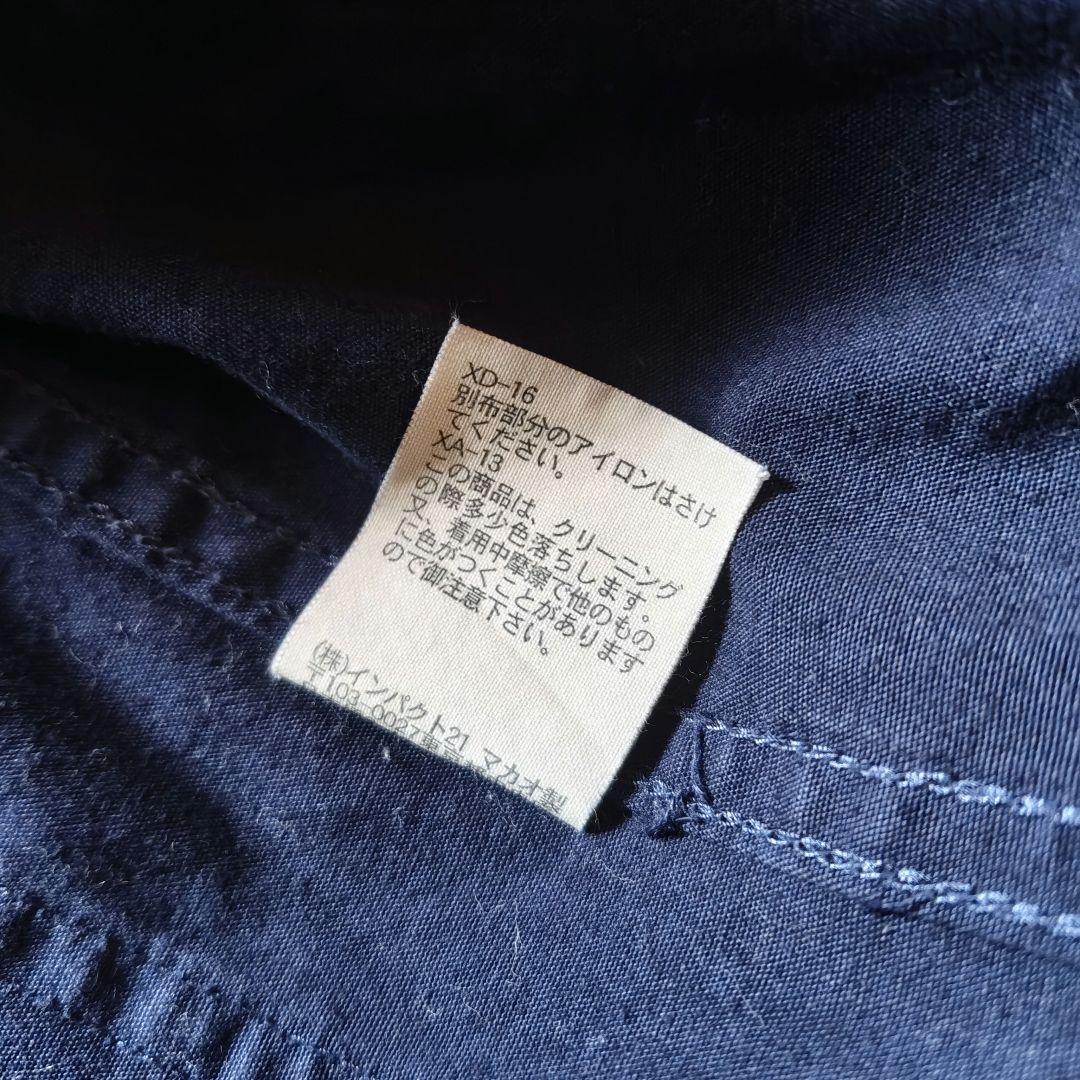 XD-16
別布部分のアイロンはさけ
てください。
XA-13
この商品は、クリーニング
の際多少色落ちします。
又、着用中摩擦で他のもの
に色がつくことがあります
ので御注意下さい。
(株)インパクト21 マカオ製
〒103-0027